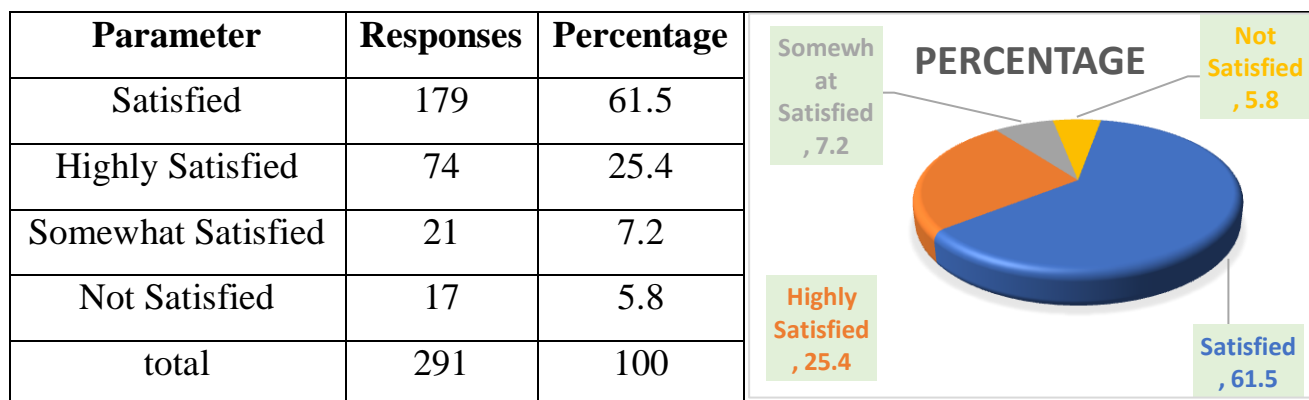 Parameter Responses Percentage
Satisfied 179 61.5
Highly Satisfied 74 25.4
Somewhat Satisfied 21 7.2
Not Satisfied 17 5.8
total 291 100
PERCENTAGE
Somewh
at
Satisfied
, 7.2
Not
Satisfied
, 5.8
Highly
Satisfied
, 25.4
Satisfied
, 61.5